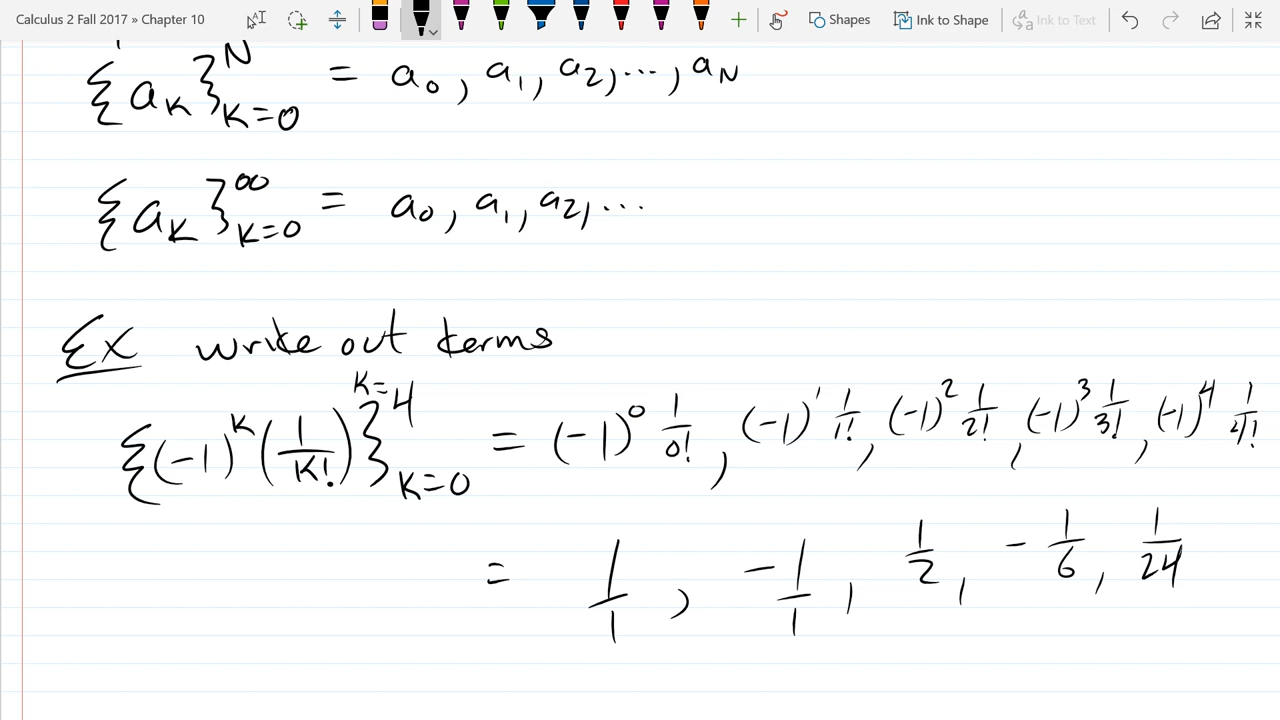 Calculus 2 Fall 2017 » Chapter 10 Shapes Ink to Shape Ink to Text
{a_k}_{k=0}^{N} = a_0, a_1, a_2, ..., a_N
{a_k}_{k=0}^{∞} = a_0, a_1, a_2, ...
Ex write out terms
{(-1)^k (1/k!)}_{k=0}^{k=4} = (-1)^0 1/0!, (-1)^1 1/1!, (-1)^2 1/2!, (-1)^3 1/3!, (-1)^4 1/4!
= 1/1, -1/1, 1/2, -1/6, 1/24